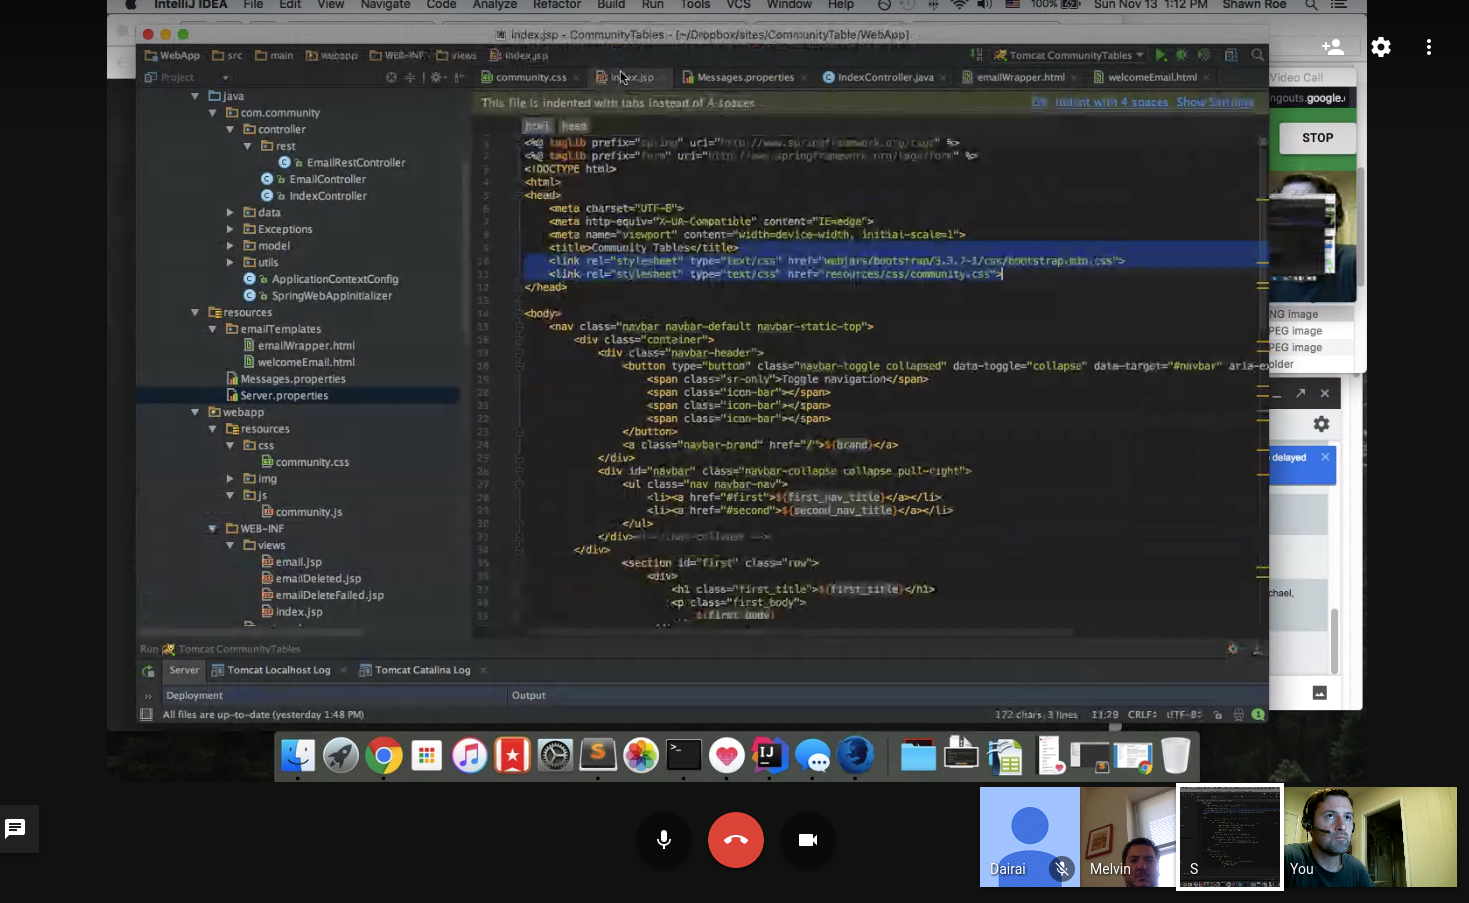 IntelliJ IDEA File Edit View Navigate Code Analyze Refactor Build Run Tools VCS Window Help 100% Sun Nov 13 1:12 PM Shawn Roe
index.jsp - CommunityTables - [~/Dropbox/sites/CommunityTable/WebApp]
WebApp src main webapp WEB-INF views index.jsp Tomcat CommunityTables
Project community.css index.jsp Messages.properties IndexController.java emailWrapper.html welcomeEmail.html
This file is indented with tabs instead of 4 spaces Indent with 4 spaces Show Settings
html head
java
com.community
controller
rest
EmailRestController
EmailController
IndexController
data
Exceptions
model
utils
ApplicationContextConfig
SpringWebAppInitializer
resources
emailTemplates
emailWrapper.html
welcomeEmail.html
Messages.properties
Server.properties
webapp
resources
css
community.css
img
js
community.js
WEB-INF
views
email.jsp
emailDeleted.jsp
emailDeleteFailed.jsp
index.jsp
<%@ taglib prefix="spring" uri="http://www.springframework.org/tags" %>
<%@ taglib prefix="form" uri="http://www.springframework.org/tags/form" %>
<!DOCTYPE html>
<html>
<head>
<meta charset="UTF-8">
<meta http-equiv="X-UA-Compatible" content="IE=edge">
<meta name="viewport" content="width=device-width, initial-scale=1">
<title>Community Tables</title>
<link rel="stylesheet" type="text/css" href="webjars/bootstrap/3.3.7-1/css/bootstrap.min.css">
<link rel="stylesheet" type="text/css" href="resources/css/community.css">
</head>
<body>
<nav class="navbar navbar-default navbar-static-top">
<div class="container">
<div class="navbar-header">
<button type="button" class="navbar-toggle collapsed" data-toggle="collapse" data-target="#navbar" aria-ex
<span class="sr-only">Toggle navigation</span>
<span class="icon-bar"></span>
<span class="icon-bar"></span>
<span class="icon-bar"></span>
</button>
<a class="navbar-brand" href="/">${brand}</a>
</div>
<div id="navbar" class="navbar-collapse collapse pull-right">
<ul class="nav navbar-nav">
<li><a href="#first">${first_nav_title}</a></li>
<li><a href="#second">${second_nav_title}</a></li>
</ul>
</div>
</div>
<section id="first" class="row">
<div>
<h1 class="first_title">${first_title}</h1>
<p class="first_body">
${first_body}
Run Tomcat CommunityTables
Server Tomcat Localhost Log Tomcat Catalina Log
Deployment Output
All files are up-to-date (yesterday 1:48 PM) 172 chars, 3 lines 11:79 CRLF UTF-8 1
Video Call
ngouts.google.
STOP
NG image
PEG image
PEG image
older
delayed
chael,
Dairai Melvin S You